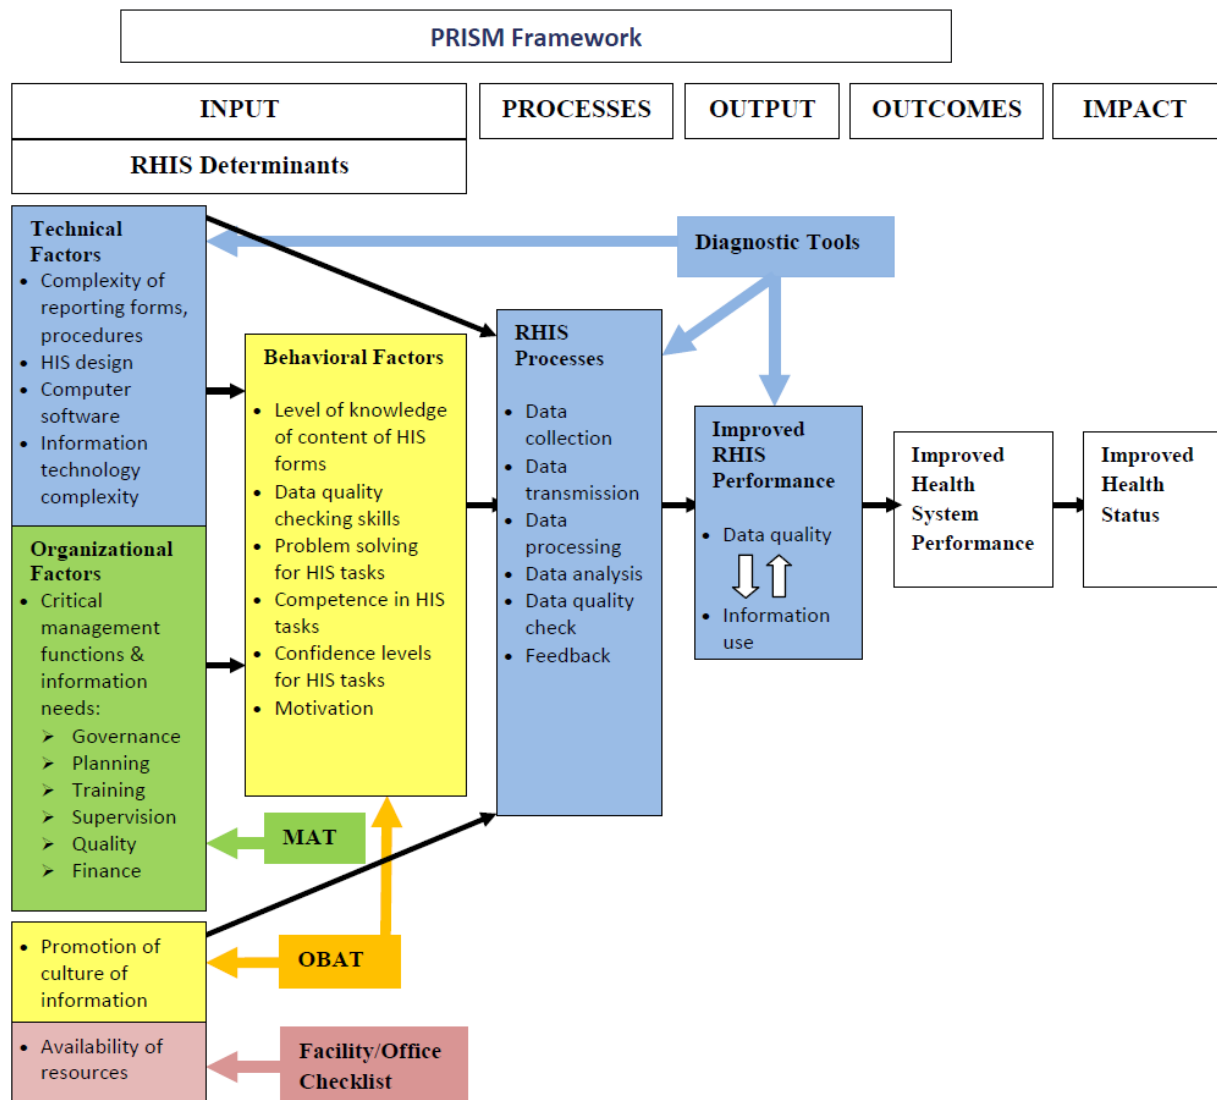 PRISM Framework
INPUT
PROCESSES
OUTPUT
OUTCOMES
IMPACT
RHIS Determinants
Technical
Factors
• Complexity of
reporting forms,
procedures
• HIS design
• Computer
software
• Information
technology
complexity
Organizational
Factors
• Critical
management
functions &
information
needs:
➢ Governance
➢ Planning
➢ Training
➢ Supervision
➢ Quality
➢ Finance
• Promotion of
culture of
information
• Availability of
resources
Behavioral Factors
• Level of knowledge
of content of HIS
forms
• Data quality
checking skills
• Problem solving
for HIS tasks
• Competence in HIS
tasks
• Confidence levels
for HIS tasks
• Motivation
MAT
OBAT
Facility/Office
Checklist
Diagnostic Tools
RHIS
Processes
• Data
collection
• Data
transmission
• Data
processing
• Data analysis
• Data quality
check
• Feedback
Improved
RHIS
Performance
• Data quality
• Information
use
Improved
Health
System
Performance
Improved
Health
Status